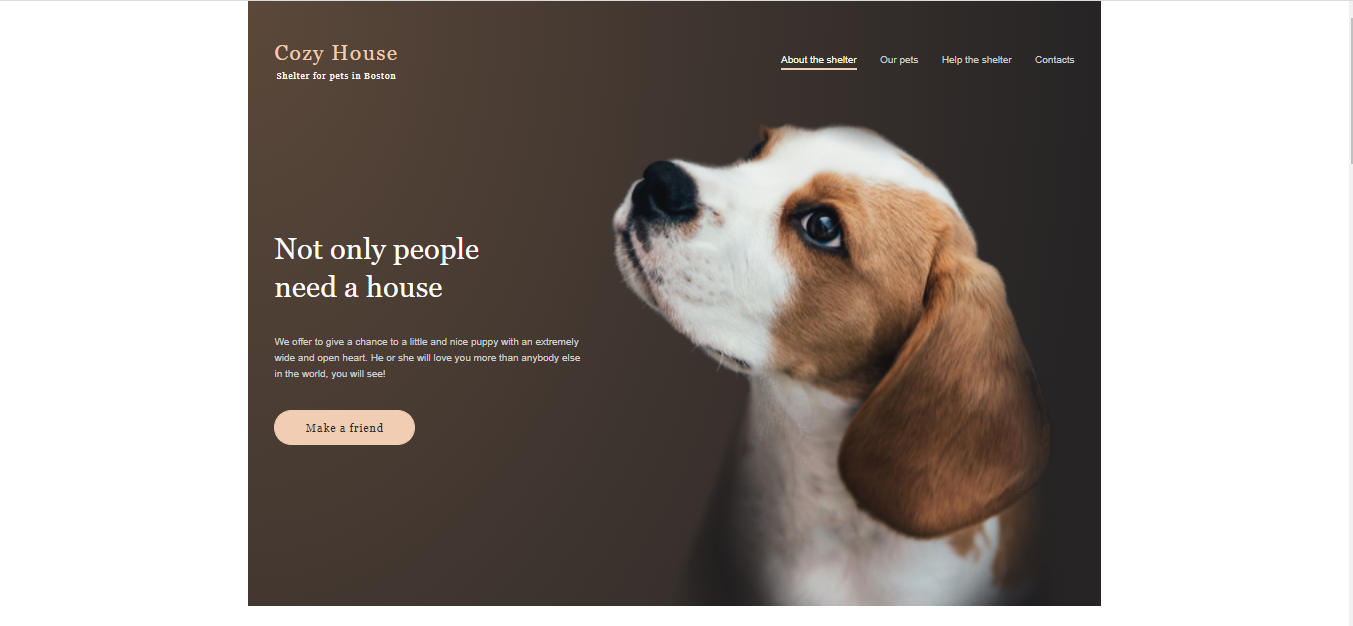 Cozy House
Shelter for pets in Boston
About the shelter
Our pets
Help the shelter
Contacts
Not only people
need a house
We offer to give a chance to a little and nice puppy with an extremely
wide and open heart. He or she will love you more than anybody else
in the world, you will see!
Make a friend